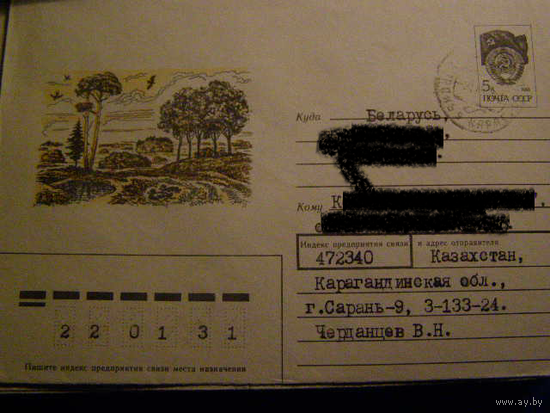 5к
ПОЧТА СССР
Куда Беларусь,
Кому К
Индекс предприятия связи и адрес отправителя
472340 Казахстан,
Карагандинская обл.,
г.Сарань-9, 3-133-24.
Черданцев В.Н.
220131
Пишите индекс предприятия связи места назначения
www.ay.by